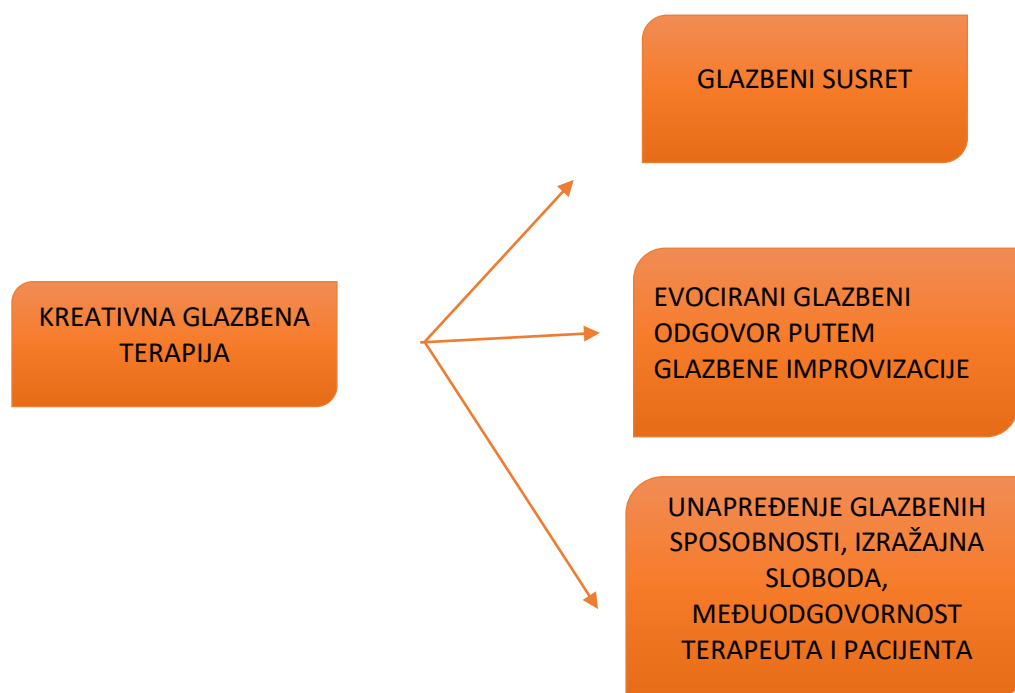 GLAZBENI SUSRET
KREATIVNA GLAZBENA
TERAPIJA
EVOCIRANI GLAZBENI
ODGOVOR PUTEM
GLAZBENE IMPROVIZACIJE
UNAPREĐENJE GLAZBENIH
SPOSOBNOSTI, IZRAŽAJNA
SLOBODA,
MEĐUODGOVORNOST
TERAPEUTA I PACIJENTA